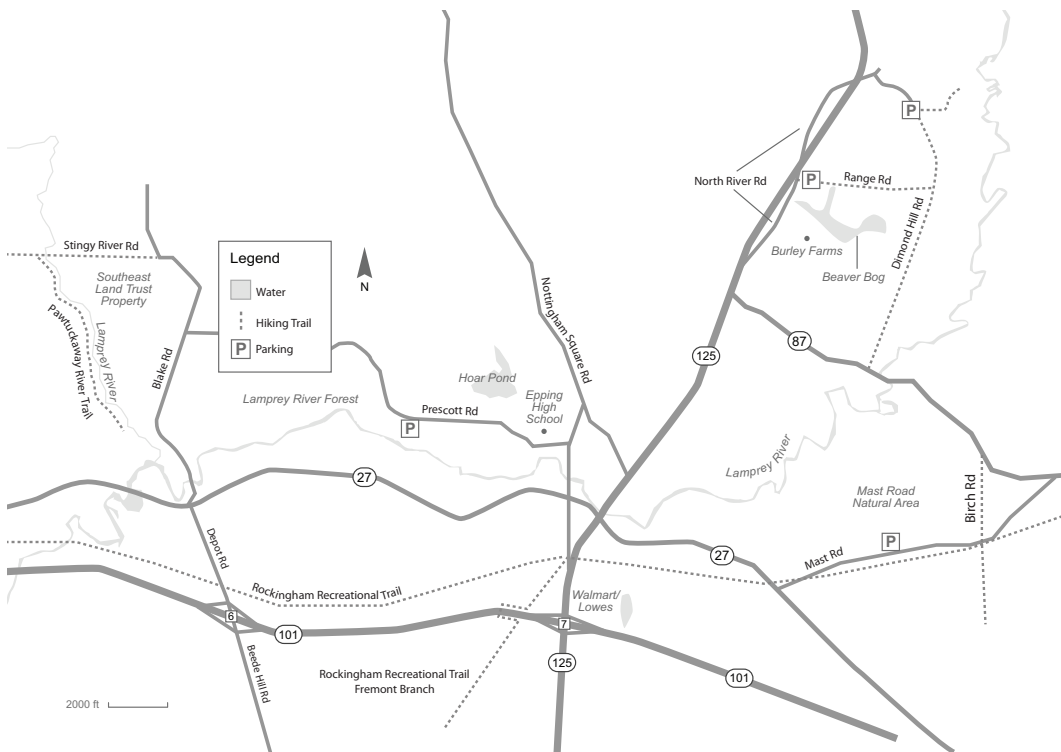 P
North River Rd
P
Range Rd
Burley Farms
Beaver Bog
Dimond Hill Rd
Stingy River Rd
Southeast
Land Trust
Property
Pawtuckaway River Trail
Lamprey River
Blake Rd
Legend
Water
Hiking Trail
P
Parking
N
Nottingham Square Rd
125
87
Hoar Pond
Epping
High
School
Lamprey River Forest
Prescott Rd
P
Lamprey River
27
Mast Road
Natural Area
Birch Rd
P
Mast Rd
27
Depot Rd
Rockingham Recreational Trail
Walmart/
Lowes
6
101
7
Beede Hill Rd
125
101
Rockingham Recreational Trail
Fremont Branch
2000 ft